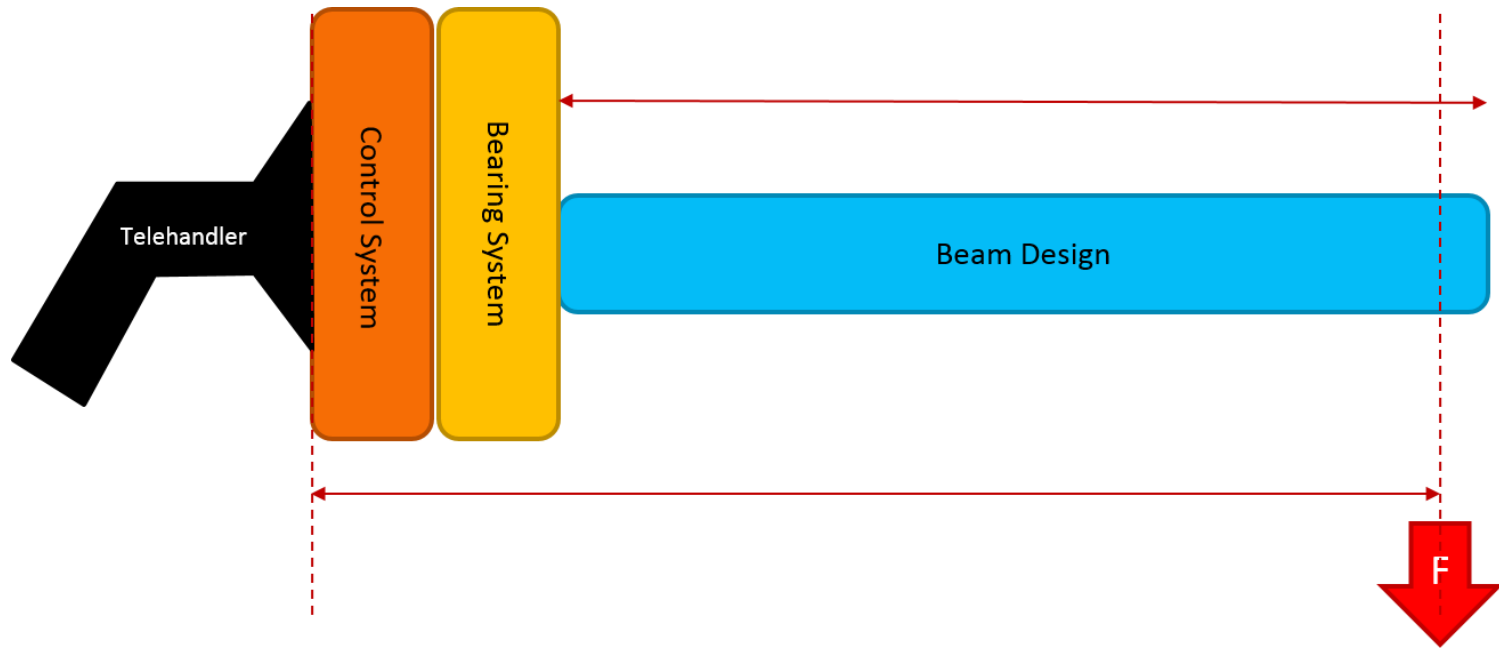 Telehandler
Control System
Bearing System
Beam Design
F